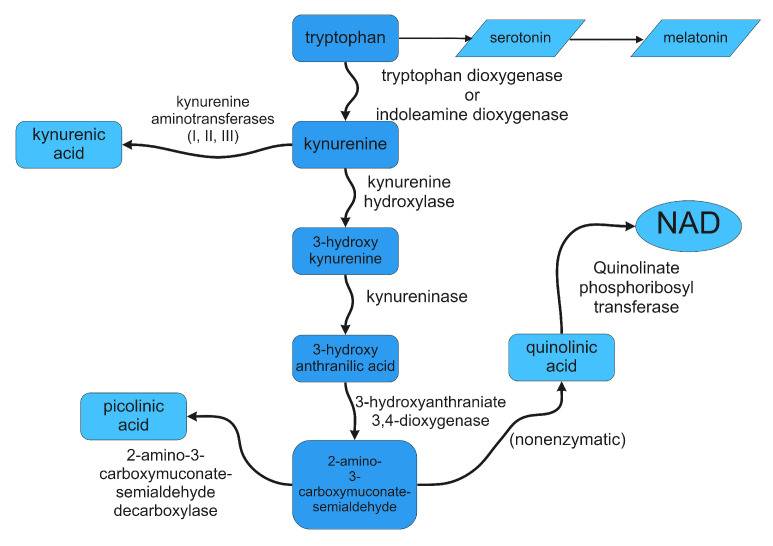 tryptophan
serotonin
melatonin
tryptophan dioxygenase
or
indoleamine dioxygenase
kynurenine
aminotransferases
(I, II, III)
kynurenic
acid
kynurenine
kynurenine
hydroxylase
3-hydroxy
kynurenine
NAD
Quinolinate
phosphoribosyl
transferase
kynureninase
3-hydroxy
anthranilic acid
quinolinic
acid
picolinic
acid
3-hydroxyanthraniate
3,4-dioxygenase
(nonenzymatic)
2-amino-3-
carboxymuconate-
semialdehyde
decarboxylase
2-amino-
3-
carboxymuconate-
semialdehyde